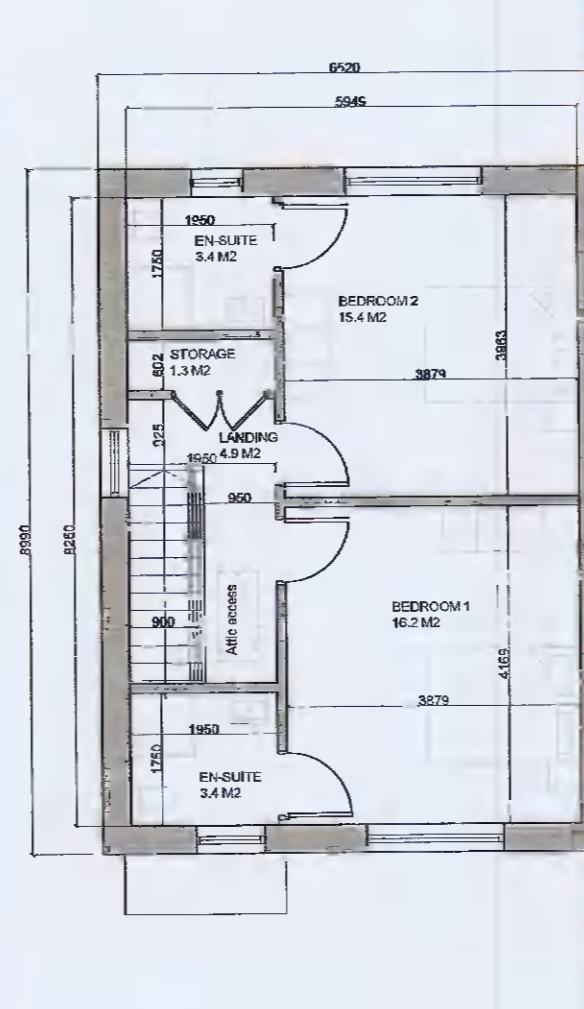 6520
5949
1950
EN-SUITE
3.4 M2
1750
BEDROOM 2
15.4 M2
3963
3879
STORAGE
1.3 M2
602
925
LANDING
4.9 M2
1950
950
8990
8260
Attic access
900
BEDROOM 1
16.2 M2
4169
3879
1950
1750
EN-SUITE
3.4 M2